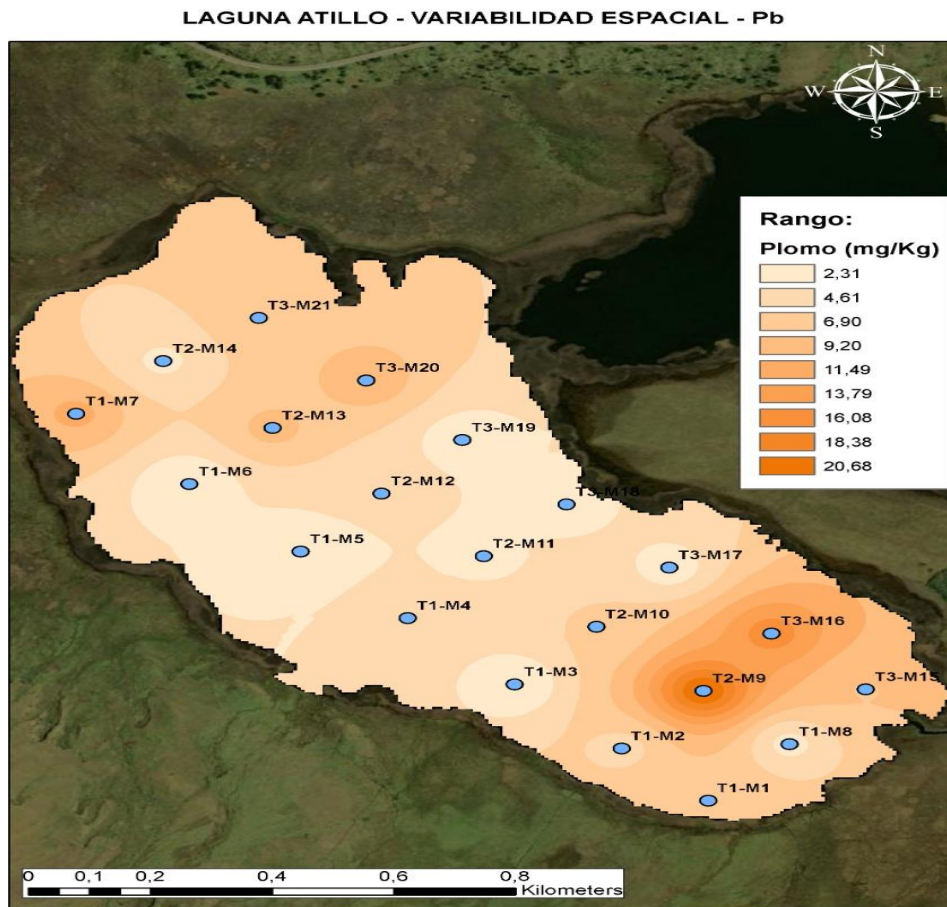 LAGUNA ATILLO - VARIABILIDAD ESPACIAL - Pb
N
W E
S
Rango:
Plomo (mg/Kg)
2,31
4,61
6,90
9,20
11,49
13,79
16,08
18,38
20,68
T3-M21
T2-M14
T3-M20
T1-M7
T2-M13
T3-M19
T1-M6
T2-M12
T3-M18
T1-M5
T2-M11
T3-M17
T1-M4
T2-M10
T3-M16
T1-M3
T2-M9
T3-M15
T1-M2
T1-M8
T1-M1
0 0,1 0,2 0,4 0,6 0,8
Kilometers